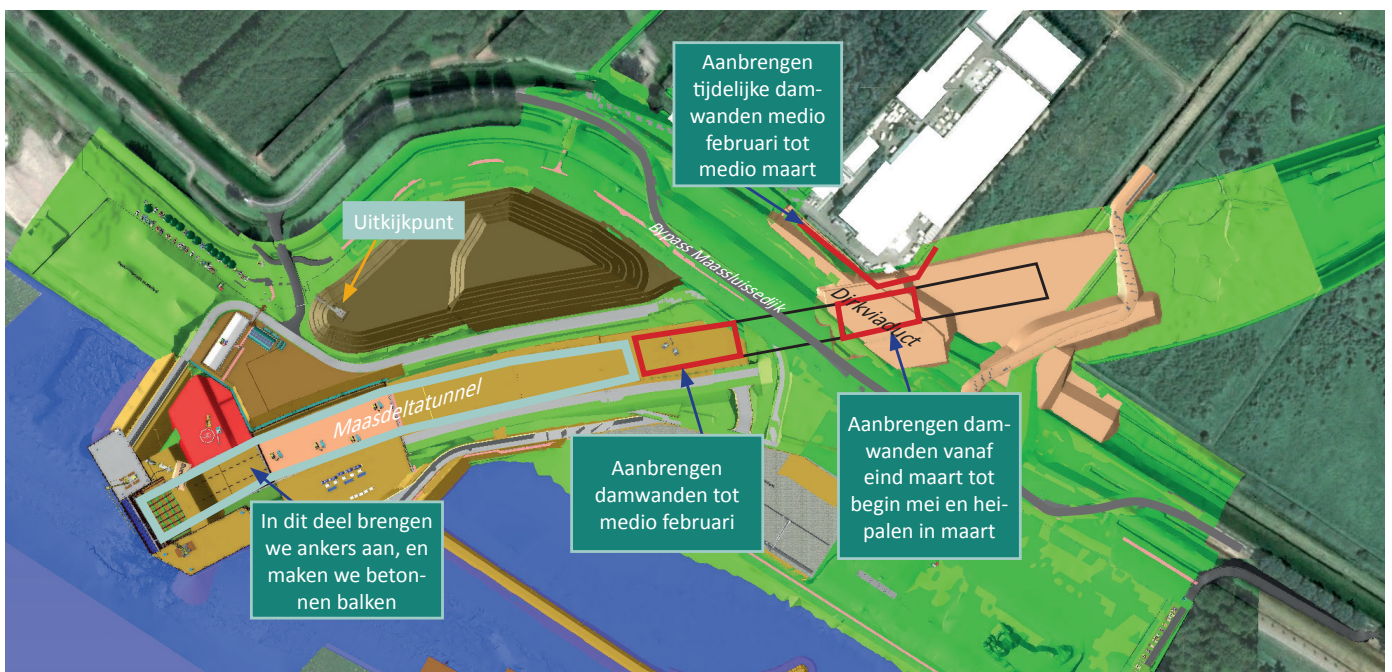 Aanbrengen
tijdelijke dam-
wanden medio
februari tot
medio maart
Uitkijkpunt
Bypass Maassluissedijk
Dirkviaduct
Maasdeltatunnel
Aanbrengen
damwanden tot
medio februari
Aanbrengen dam-
wanden vanaf
eind maart tot
begin mei en hei-
palen in maart
In dit deel brengen
we ankers aan, en
maken we beton-
nen balken